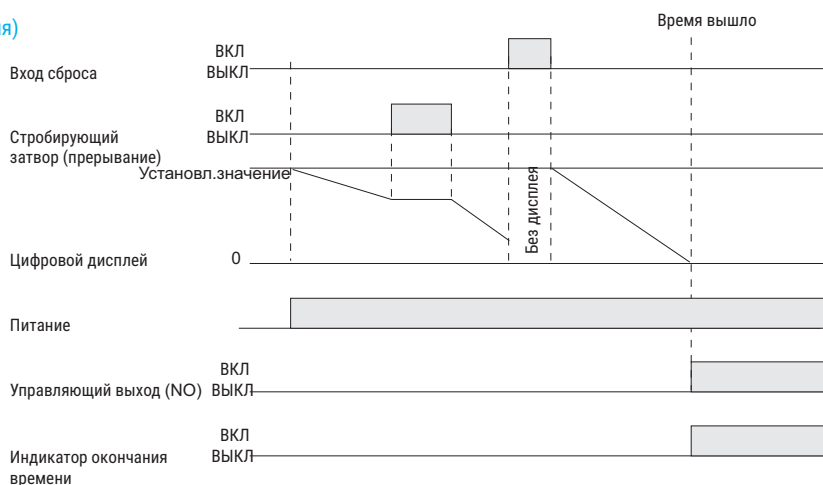 ия)
Время вышло
ВКЛ
Вход сброса
ВЫКЛ
ВКЛ
Стробирующий
затвор (прерывание)
ВЫКЛ
Установл.значение
Без дисплея
Цифровой дисплей
0
Питание
ВКЛ
Управляющий выход (NO)
ВЫКЛ
ВКЛ
Индикатор окончания
времени
ВЫКЛ